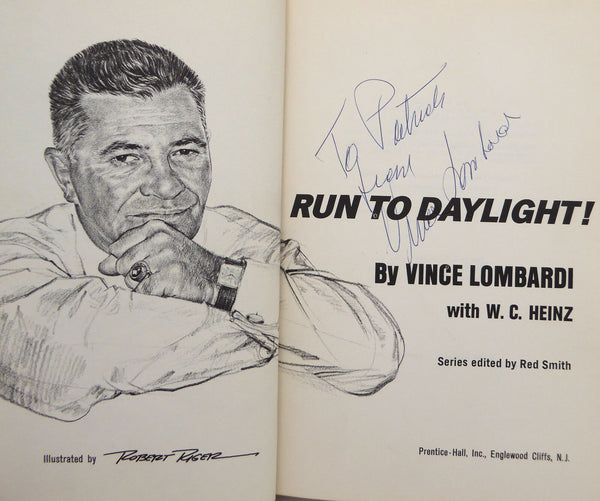 Illustrated by ROBERT RIGER
To Patrick
from
Vince Lombardi
RUN TO DAYLIGHT!
By VINCE LOMBARDI
with W. C. HEINZ
Series edited by Red Smith
Prentice-Hall, Inc., Englewood Cliffs, N.J.